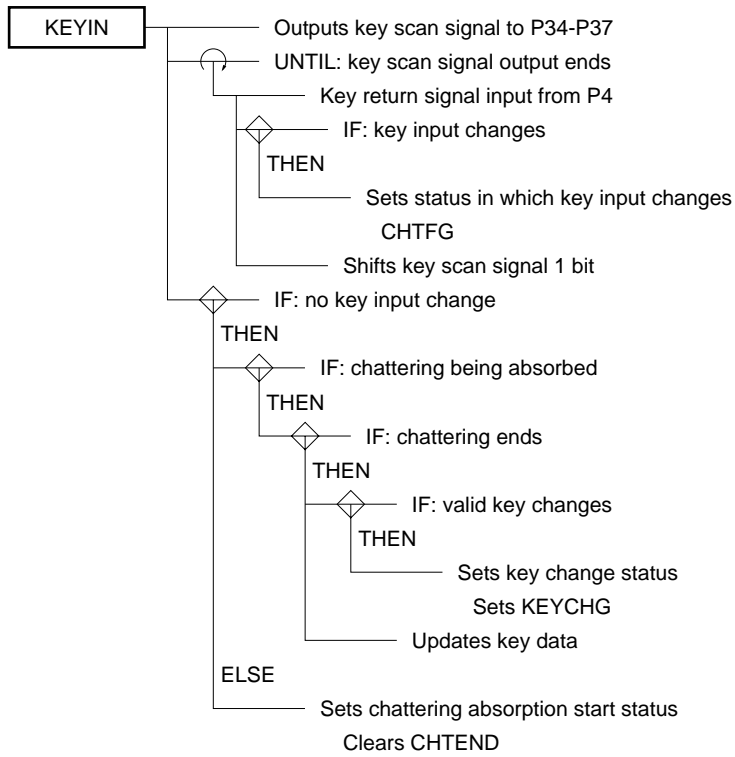 KEYIN
Outputs key scan signal to P34-P37
UNTIL: key scan signal output ends
Key return signal input from P4
IF: key input changes
THEN
Sets status in which key input changes
CHTFG
Shifts key scan signal 1 bit
IF: no key input change
THEN
IF: chattering being absorbed
THEN
IF: chattering ends
THEN
IF: valid key changes
THEN
Sets key change status
Sets KEYCHG
Updates key data
ELSE
Sets chattering absorption start status
Clears CHTEND